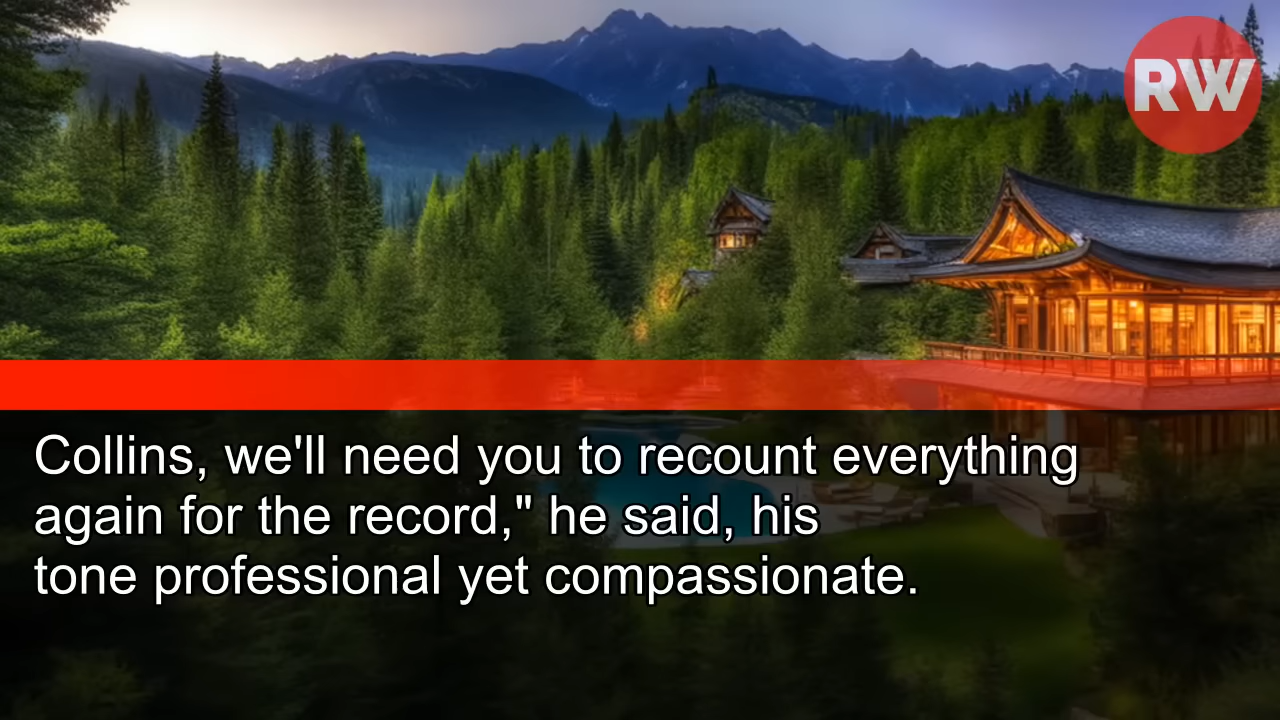 RW
Collins, we'll need you to recount everything
again for the record," he said, his
tone professional yet compassionate.